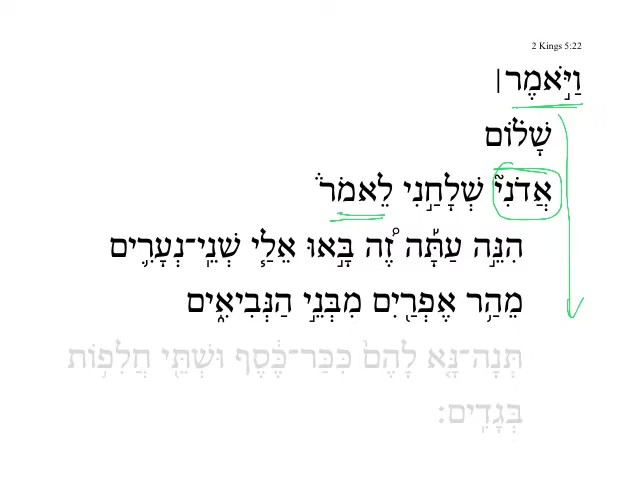 2 Kings 5:22
וַיֹּ֣אמֶר ׀
שָׁל֗וֹם
אֲדֹנִי֮ שְׁלָחַ֣נִי לֵאמֹר֒
הִנֵּ֣ה עַתָּ֡ה זֶ֠ה בָּ֣אוּ אֵלַ֧י שְׁנֵֽי־נְעָרִ֛ים
מֵהַ֥ר אֶפְרַ֖יִם מִבְּנֵ֣י הַנְּבִיאִ֑ים
תְּנָה־נָּ֤א לָהֶם֙ כִּכַּר־כֶּ֔סֶף וּשְׁתֵּ֖י חֲלִפ֥וֹת
בְּגָדִֽים׃